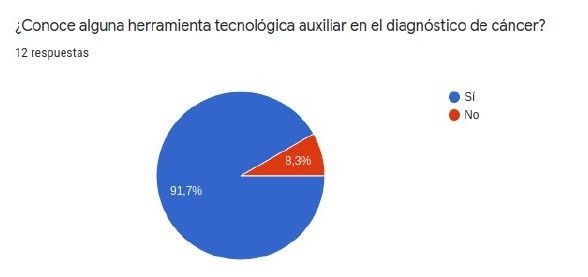 ¿Conoce alguna herramienta tecnológica auxiliar en el diagnóstico de cáncer?
12 respuestas
Sí
No
8,3%
91,7%